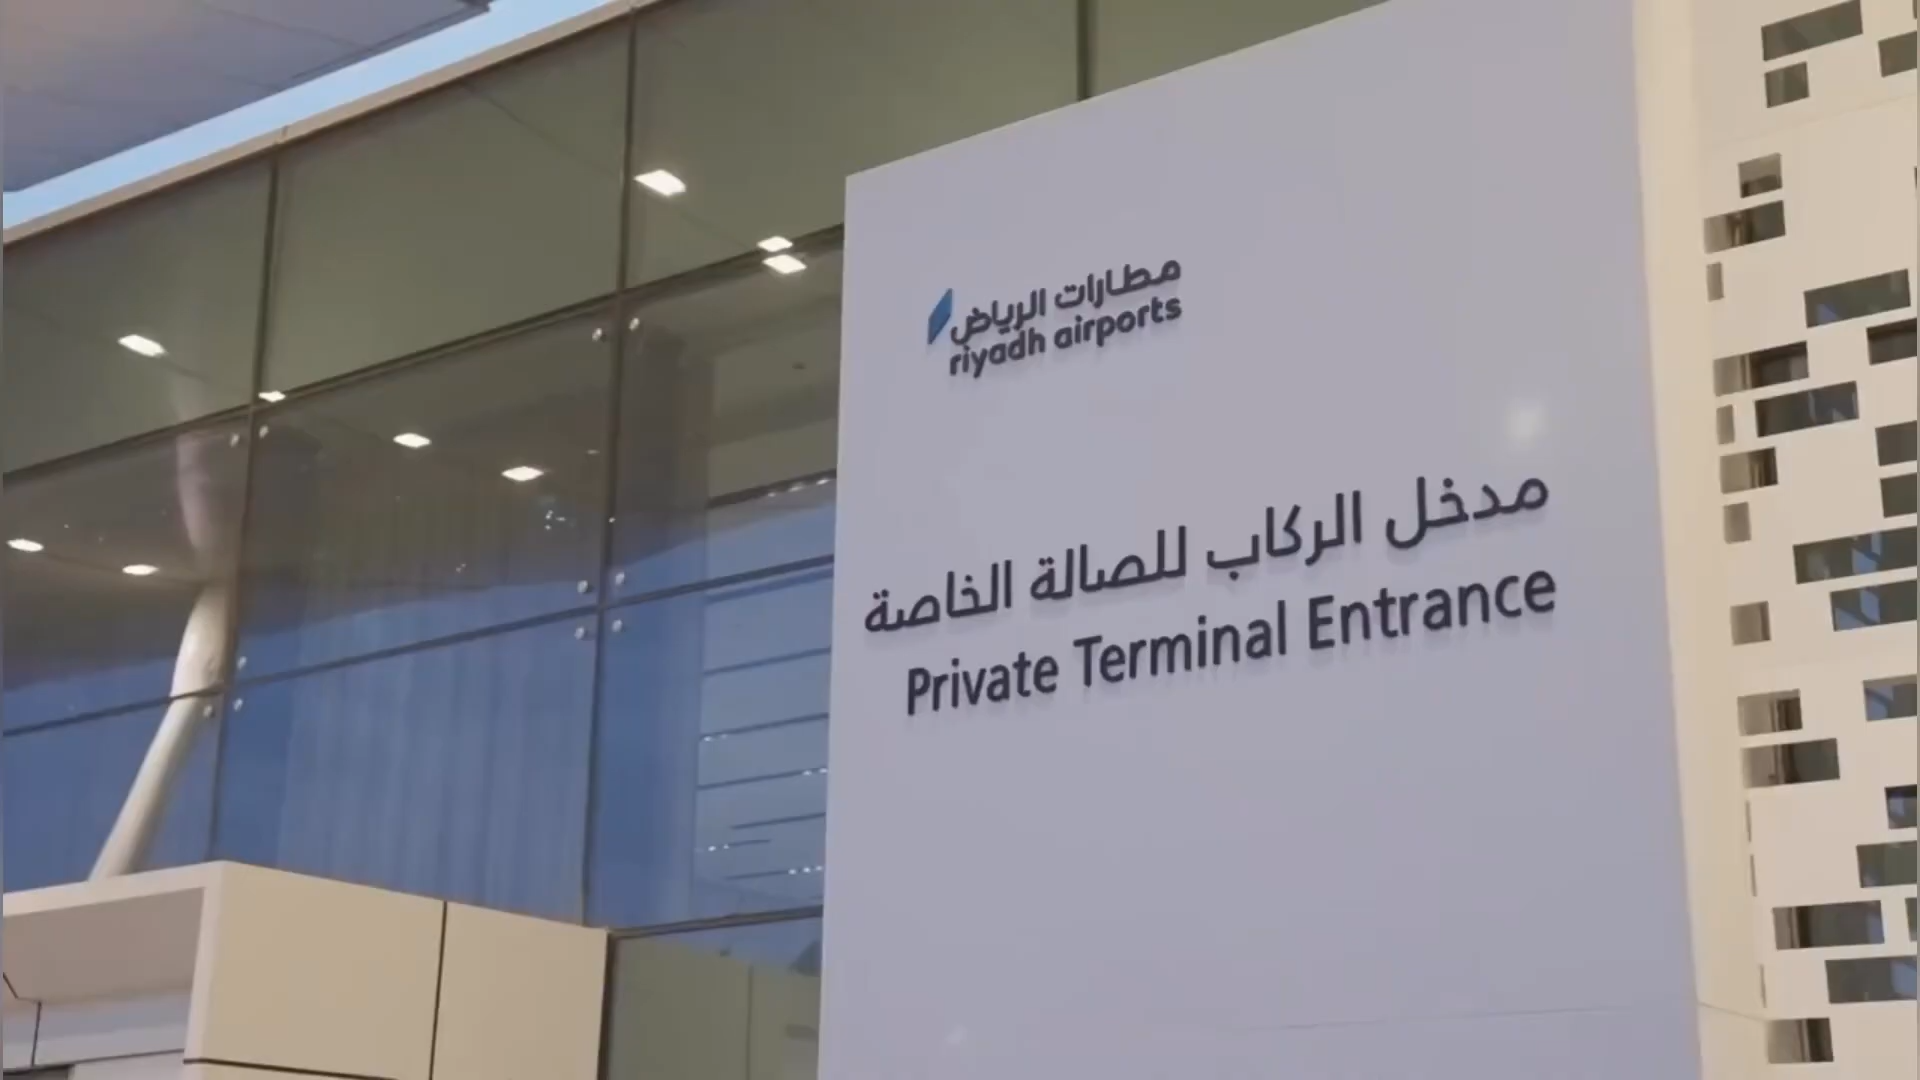 مطارات الرياض
riyadh airports
مدخل الركاب للصالة الخاصة
Private Terminal Entrance